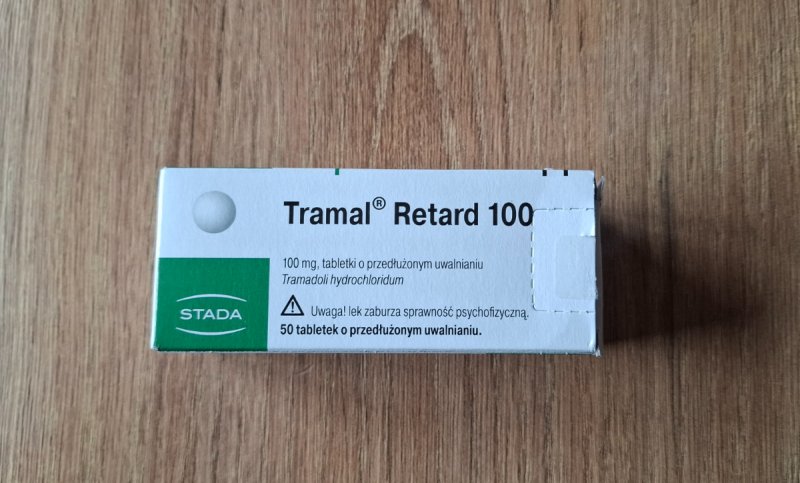 Tramal® Retard 100
100 mg, tabletki o przedłużonym uwalnianiu
Tramadoli hydrochloridum
Uwaga! lek zaburza sprawność psychofizyczną.
50 tabletek o przedłużonym uwalnianiu.
STADA